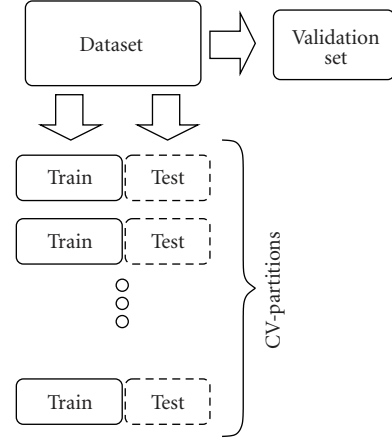 Dataset
Validation
set
Train
Test
Train
Test
CV-partitions
Train
Test